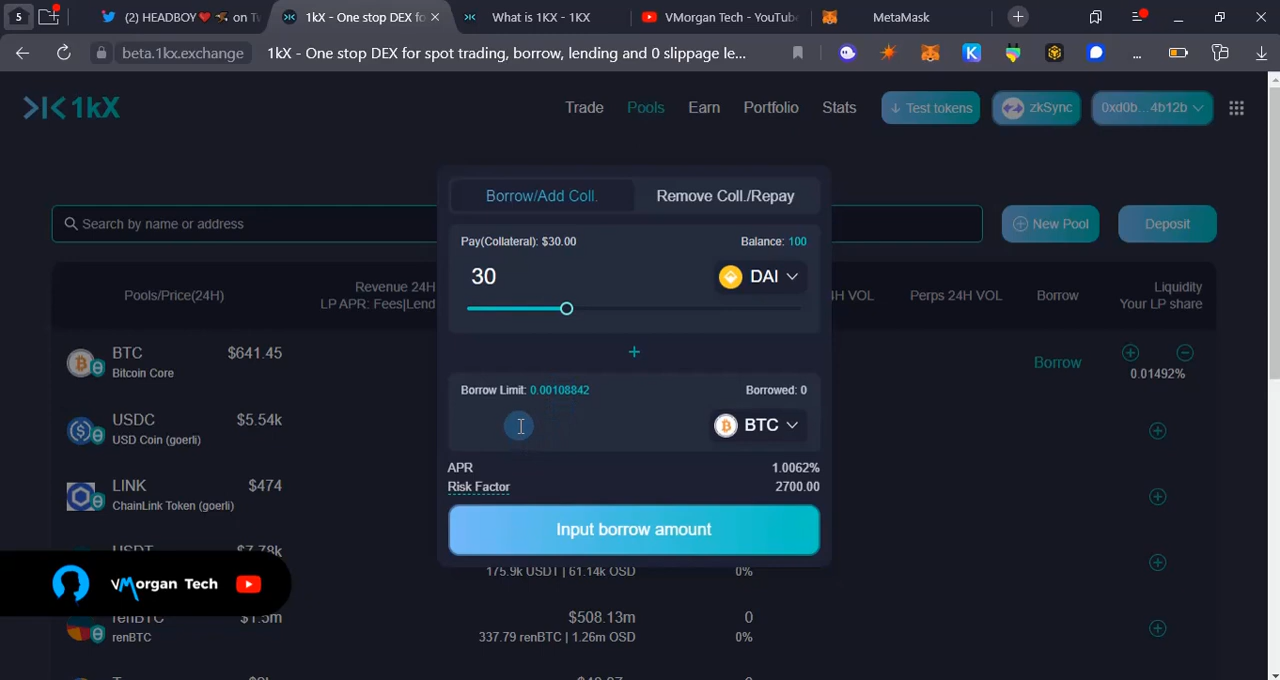 5
(2) HEADBOY❤️ on Tw
1kX - One stop DEX fo
What is 1KX - 1KX
VMorgan Tech - YouTube
MetaMask
beta.1kx.exchange
1kX - One stop DEX for spot trading, borrow, lending and 0 slippage le...
1kX
Trade
Pools
Earn
Portfolio
Stats
↓ Test tokens
zkSync
0xd0b...4b12b
Borrow/Add Coll.
Remove Coll./Repay
Search by name or address
New Pool
Deposit
Pay(Collateral): $30.00
Balance: 100
30
DAI
Pools/Price(24H)
Revenue 24H
LP APR: Fees|Lend
H VOL
Perps 24H VOL
Borrow
Liquidity
Your LP share
BTC
Bitcoin Core
$641.45
Borrow
0.01492%
Borrow Limit: 0.00108842
Borrowed: 0
BTC
USDC
USD Coin (goerli)
$5.54k
APR
1.0062%
Risk Factor
2700.00
LINK
ChainLink Token (goerli)
$474
Input borrow amount
USDT
$7.78k
175.9k USDT | 61.14k OSD
0%
VMorgan Tech
renBTC
renBTC
$1.5m
$508.13m
337.79 renBTC | 1.26m OSD
0
0%